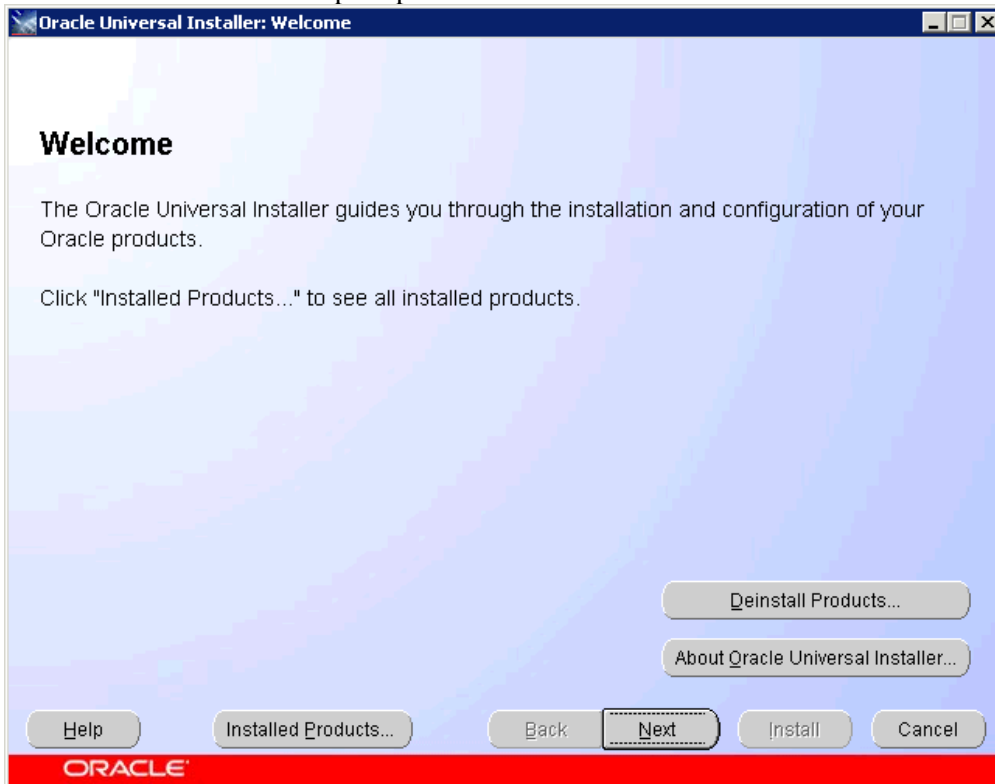 Oracle Universal Installer: Welcome
Welcome
The Oracle Universal Installer guides you through the installation and configuration of your
Oracle products.
Click "Installed Products..." to see all installed products.
Deinstall Products...
About Oracle Universal Installer...
Help Installed Products... Back Next Install Cancel
ORACLE